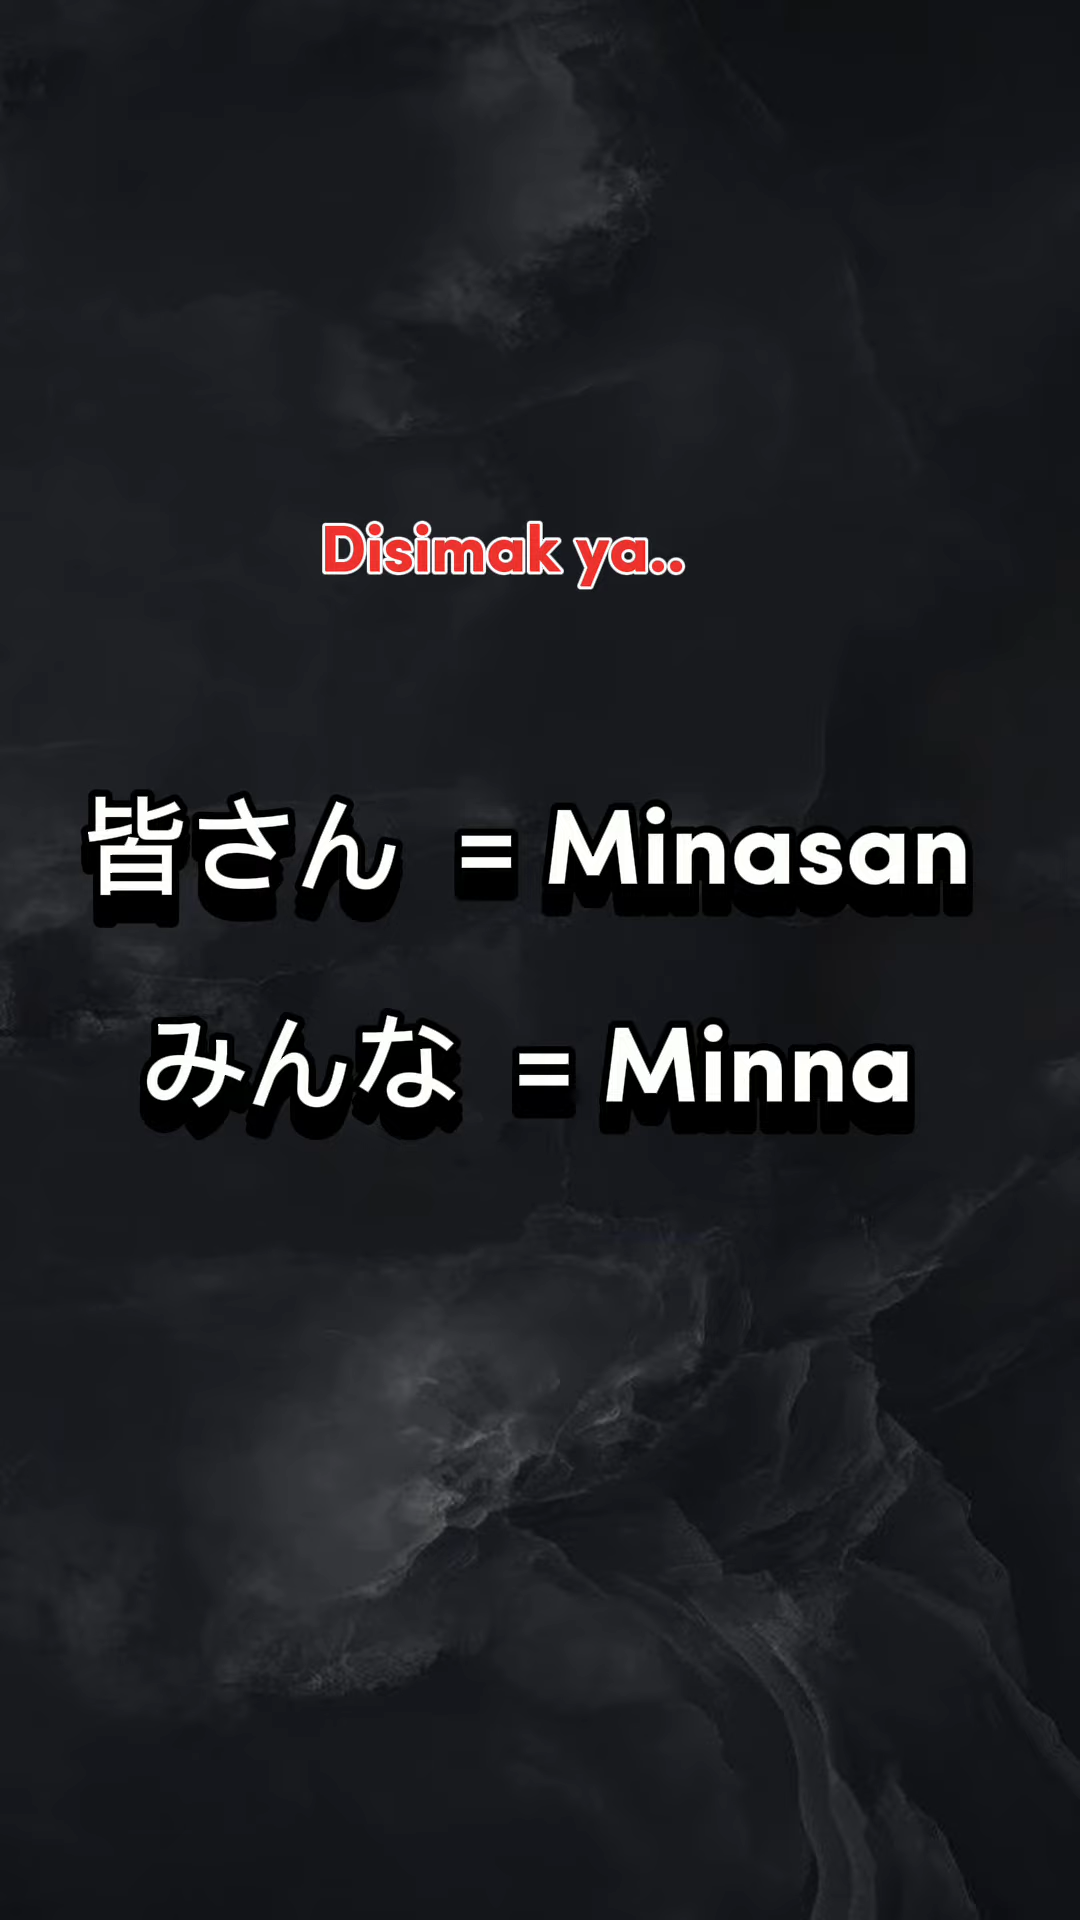 Disimak ya..
皆さん = Minasan
みんな = Minna